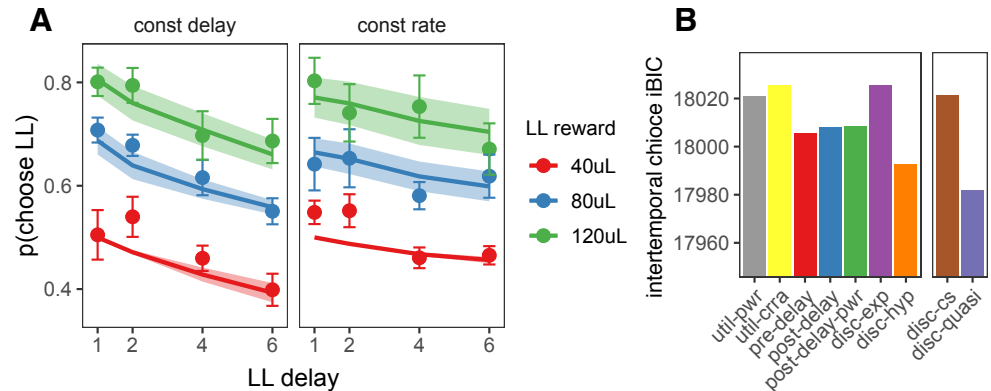 A
const delay
const rate
p(choose LL)
0.8
0.6
0.4
1 2 4 6
1 2 4 6
LL delay
LL reward
40uL
80uL
120uL
B
intertemporal chioce iBIC
18020
18000
17980
17960
util-pwr
util-crra
pre-delay
post-delay
post-delay-pwr
disc-exp
disc-hyp
disc-cs
disc-quasi